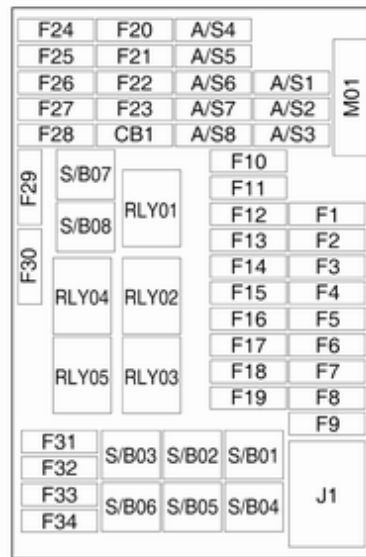 F24 F20 A/S4
F25 F21 A/S5
F26 F22 A/S6 A/S1
F27 F23 A/S7 A/S2
F28 CB1 A/S8 A/S3
M01
F29
F30
S/B07
S/B08
RLY01
RLY04 RLY02
RLY05 RLY03
F10
F11
F12 F1
F13 F2
F14 F3
F15 F4
F16 F5
F17 F6
F18 F7
F19 F8
F9
F31
F32
F33
F34
S/B03 S/B02 S/B01
S/B06 S/B05 S/B04
J1